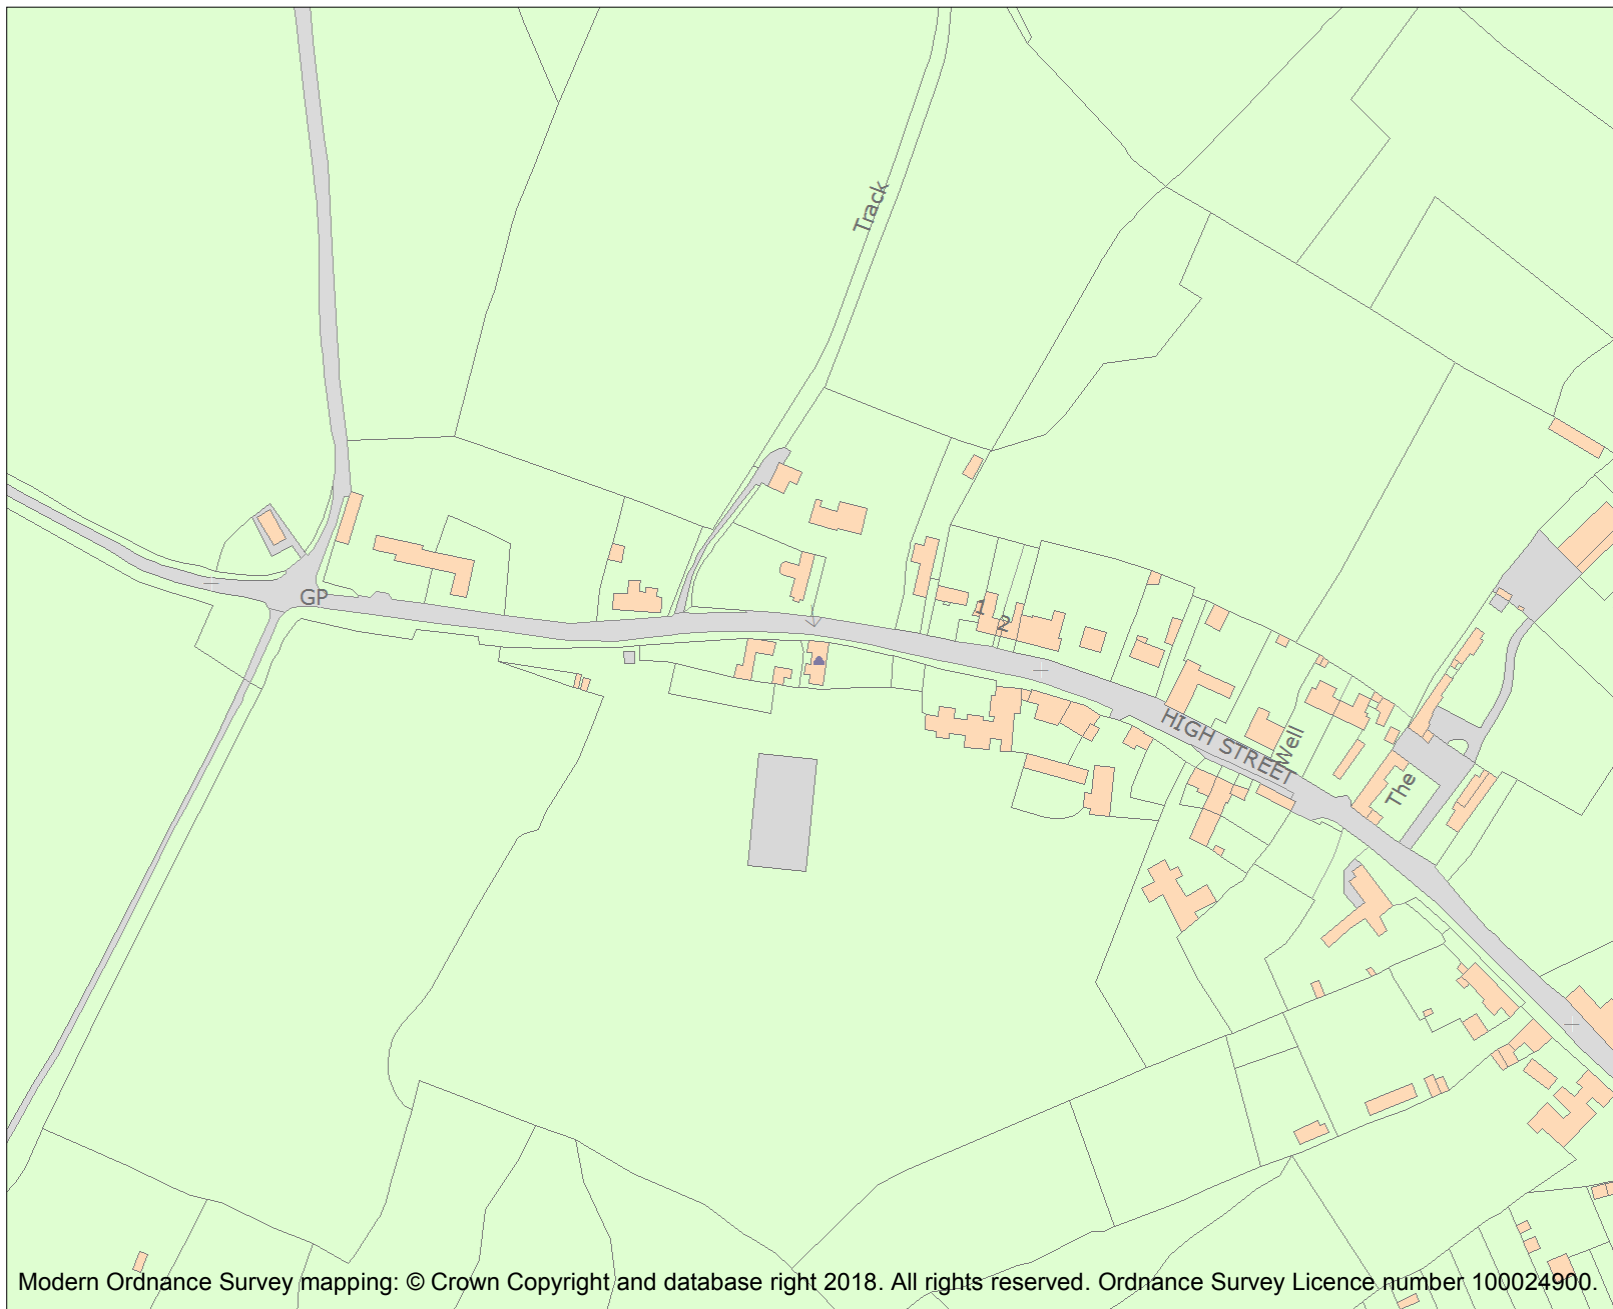 Track
GP
1
2
HIGH STREET
Well
The
Modern Ordnance Survey mapping: © Crown Copyright and database right 2018. All rights reserved. Ordnance Survey Licence number 100024900.